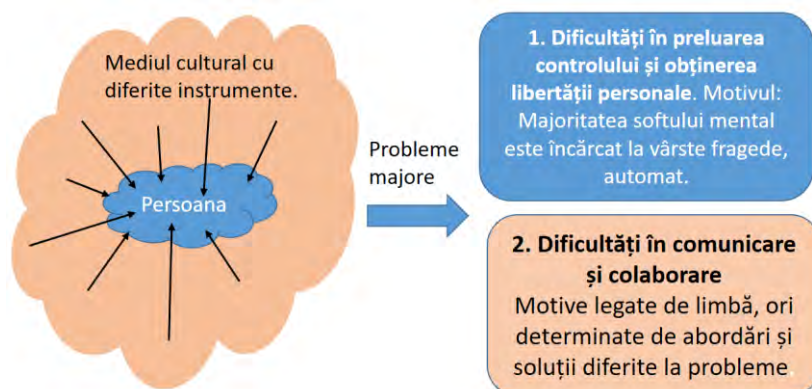 Mediul cultural cu
diferite instrumente.
Persoana
Probleme
majore
1. Dificultăți în preluarea
controlului și obținerea
libertății personale. Motivul:
Majoritatea softului mental
este încărcat la vârste fragede,
automat.
2. Dificultăți în comunicare
și colaborare
Motive legate de limbă, ori
determinate de abordări și
soluții diferite la probleme.